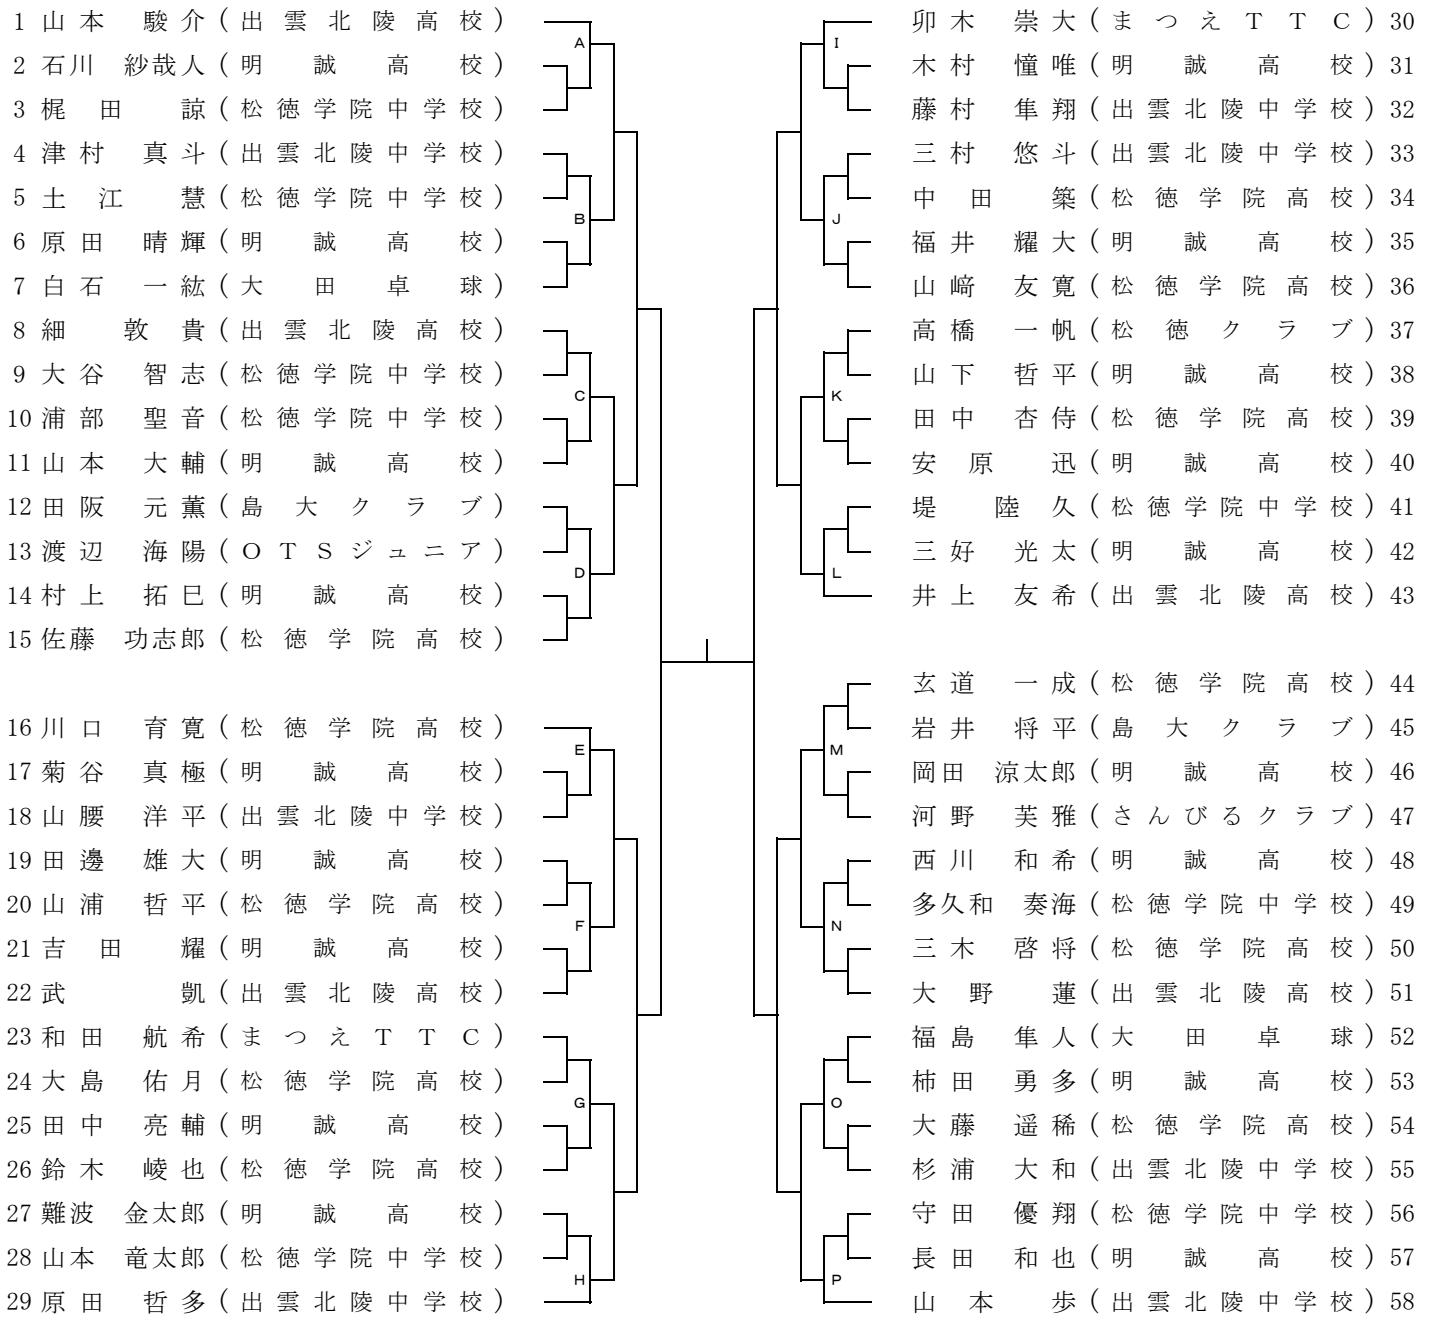 1 山本 駿介 (出雲北陵高校)
2 石川 紗哉人 (明誠高校)
3 梶田 諒 (松徳学院中学校)
4 津村 真斗 (出雲北陵中学校)
5 土江 慧 (松徳学院中学校)
6 原田 晴輝 (明誠高校)
7 白石 一紘 (大田卓球)
8 細 敦貴 (出雲北陵高校)
9 大谷 智志 (松徳学院中学校)
10 浦部 聖音 (松徳学院中学校)
11 山本 大輔 (明誠高校)
12 田阪 元薫 (島大クラブ)
13 渡辺 海陽 (OTSジュニア)
14 村上 拓巳 (明誠高校)
15 佐藤 功志郎 (松徳学院高校)
16 川口 育寛 (松徳学院高校)
17 菊谷 真極 (明誠高校)
18 山腰 洋平 (出雲北陵中学校)
19 田邊 雄大 (明誠高校)
20 山浦 哲平 (松徳学院高校)
21 吉田 耀 (明誠高校)
22 武 凱 (出雲北陵高校)
23 和田 航希 (まつえTTC)
24 大島 佑月 (松徳学院高校)
25 田中 亮輔 (明誠高校)
26 鈴木 崚也 (松徳学院高校)
27 難波 金太郎 (明誠高校)
28 山本 竜太郎 (松徳学院中学校)
29 原田 哲多 (出雲北陵中学校)
A
B
C
D
E
F
G
H
I
J
K
L
M
N
O
P
卯木 崇大 (まつえTTC) 30
木村 憧唯 (明誠高校) 31
藤村 隼翔 (出雲北陵中学校) 32
三村 悠斗 (出雲北陵中学校) 33
中田 築 (松徳学院高校) 34
福井 耀大 (明誠高校) 35
山﨑 友寛 (松徳学院高校) 36
高橋 一帆 (松徳クラブ) 37
山下 哲平 (明誠高校) 38
田中 杏侍 (松徳学院高校) 39
安原 迅 (明誠高校) 40
堤 陸久 (松徳学院中学校) 41
三好 光太 (明誠高校) 42
井上 友希 (出雲北陵高校) 43
玄道 一成 (松徳学院高校) 44
岩井 将平 (島大クラブ) 45
岡田 涼太郎 (明誠高校) 46
河野 芙雅 (さんびるクラブ) 47
西川 和希 (明誠高校) 48
多久和 奏海 (松徳学院中学校) 49
三木 啓将 (松徳学院高校) 50
大野 蓮 (出雲北陵高校) 51
福島 隼人 (大田卓球) 52
柿田 勇多 (明誠高校) 53
大藤 遥稀 (松徳学院高校) 54
杉浦 大和 (出雲北陵中学校) 55
守田 優翔 (松徳学院中学校) 56
長田 和也 (明誠高校) 57
山本 歩 (出雲北陵中学校) 58